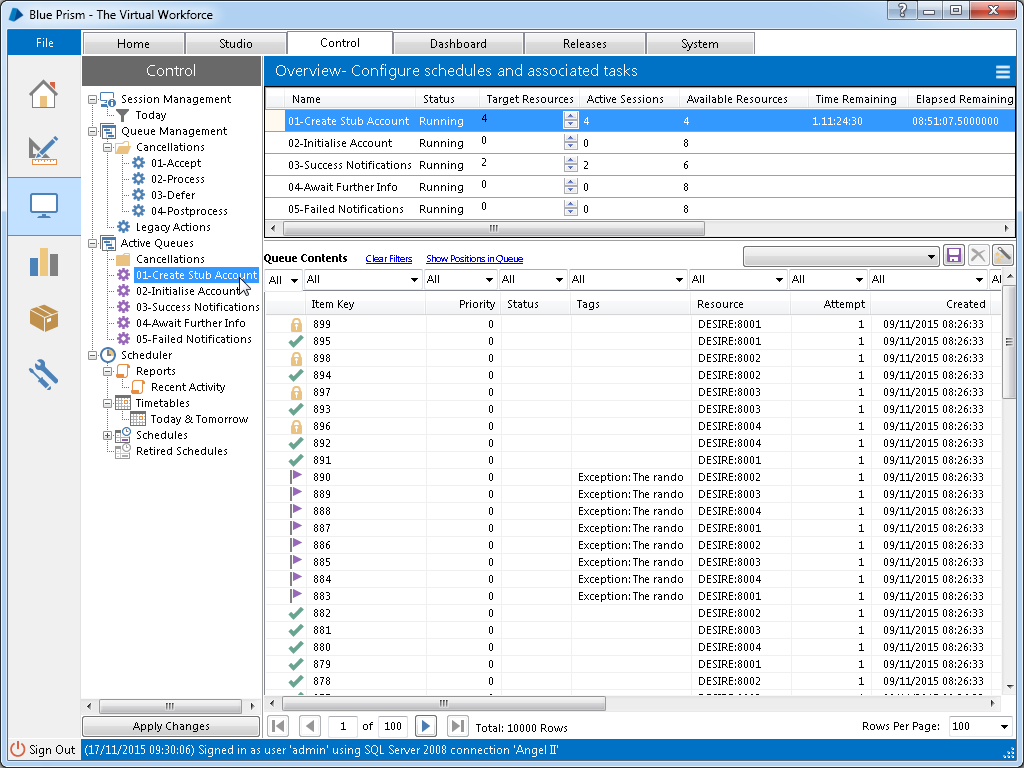 Blue Prism - The Virtual Workforce
File Home Studio Control Dashboard Releases System
Control
Overview- Configure schedules and associated tasks
Session Management
Today
Queue Management
Cancellations
01-Accept
02-Process
03-Defer
04-Postprocess
Legacy Actions
Active Queues
Cancellations
01-Create Stub Account
02-Initialise Account
03-Success Notifications
04-Await Further Info
05-Failed Notifications
Scheduler
Reports
Recent Activity
Timetables
Today & Tomorrow
Schedules
Retired Schedules
Apply Changes
Name Status Target Resources Active Sessions Available Resources Time Remaining Elapsed Remaining
01-Create Stub Account Running 4 4 4 1.11:24:30 08:51:07.5000000
02-Initialise Account Running 0 0 8
03-Success Notifications Running 2 2 6
04-Await Further Info Running 0 0 8
05-Failed Notifications Running 0 0 8
Queue Contents Clear Filters Show Positions in Queue
All All All All All All All All All
Item Key Priority Status Tags Resource Attempt Created
899 0 DESIRE:8001 1 09/11/2015 08:26:33
895 0 DESIRE:8001 1 09/11/2015 08:26:33
898 0 DESIRE:8002 1 09/11/2015 08:26:33
894 0 DESIRE:8002 1 09/11/2015 08:26:33
897 0 DESIRE:8003 1 09/11/2015 08:26:33
893 0 DESIRE:8003 1 09/11/2015 08:26:33
896 0 DESIRE:8004 1 09/11/2015 08:26:33
892 0 DESIRE:8004 1 09/11/2015 08:26:33
891 0 DESIRE:8001 1 09/11/2015 08:26:33
890 0 Exception: The rando DESIRE:8002 1 09/11/2015 08:26:33
889 0 Exception: The rando DESIRE:8003 1 09/11/2015 08:26:33
888 0 Exception: The rando DESIRE:8004 1 09/11/2015 08:26:33
887 0 Exception: The rando DESIRE:8001 1 09/11/2015 08:26:33
886 0 Exception: The rando DESIRE:8002 1 09/11/2015 08:26:33
885 0 Exception: The rando DESIRE:8003 1 09/11/2015 08:26:33
884 0 Exception: The rando DESIRE:8004 1 09/11/2015 08:26:33
883 0 Exception: The rando DESIRE:8001 1 09/11/2015 08:26:33
882 0 DESIRE:8002 1 09/11/2015 08:26:33
881 0 DESIRE:8003 1 09/11/2015 08:26:33
880 0 DESIRE:8004 1 09/11/2015 08:26:33
879 0 DESIRE:8001 1 09/11/2015 08:26:33
878 0 DESIRE:8002 1 09/11/2015 08:26:33
1 of 100 Total: 10000 Rows Rows Per Page: 100
Sign Out (17/11/2015 09:30:06) Signed in as user 'admin' using SQL Server 2008 connection 'Angel II'